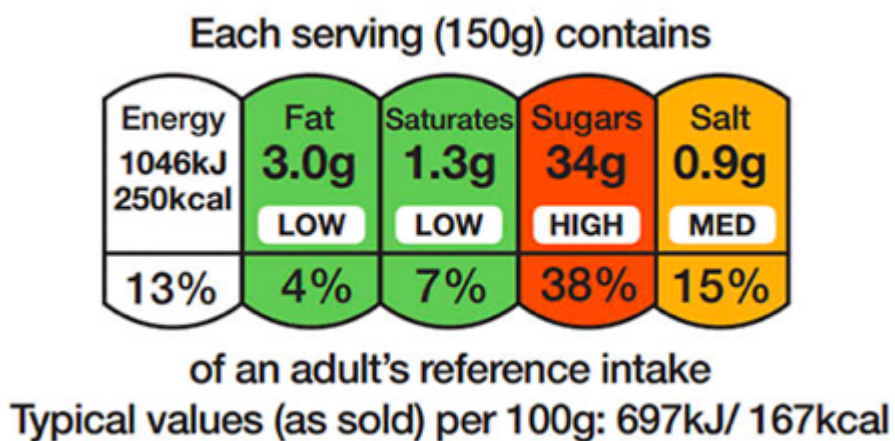 Each serving (150g) contains
Energy Fat Saturates Sugars Salt
1046kJ 3.0g 1.3g 34g 0.9g
250kcal
LOW LOW HIGH MED
13% 4% 7% 38% 15%
of an adult's reference intake
Typical values (as sold) per 100g: 697kJ/ 167kcal